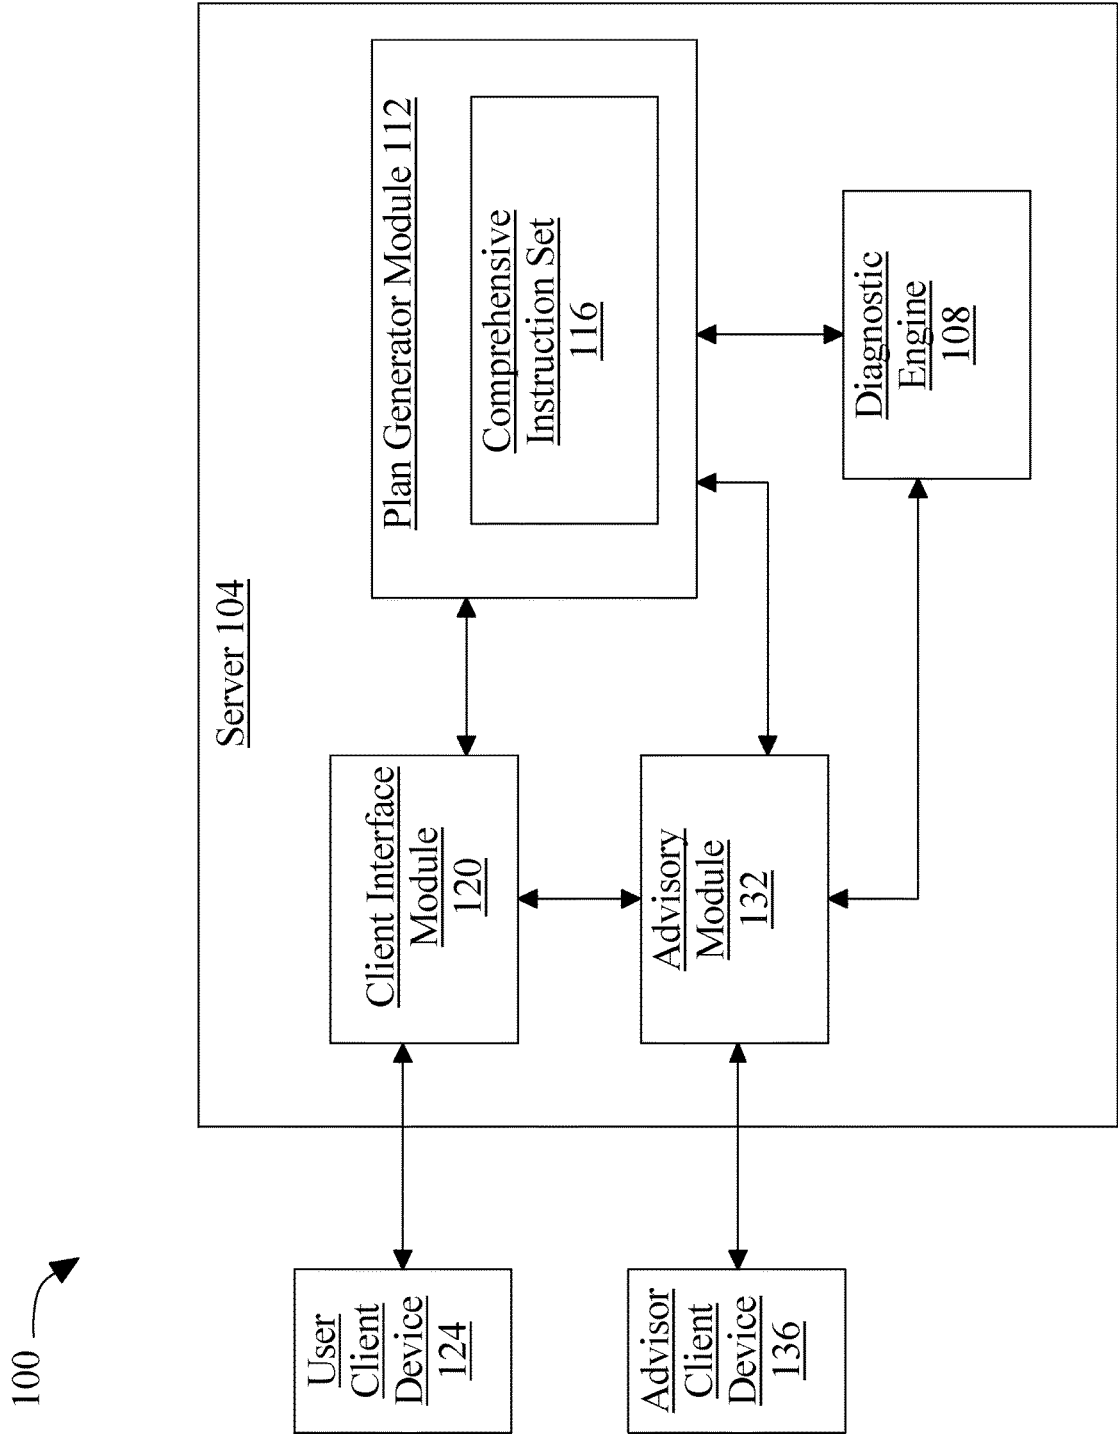 100
Server 104
User
Client
Device
124
Client Interface
Module
120
Plan Generator Module 112
Comprehensive
Instruction Set
116
Advisor
Client
Device
136
Advisory
Module
132
Diagnostic
Engine
108